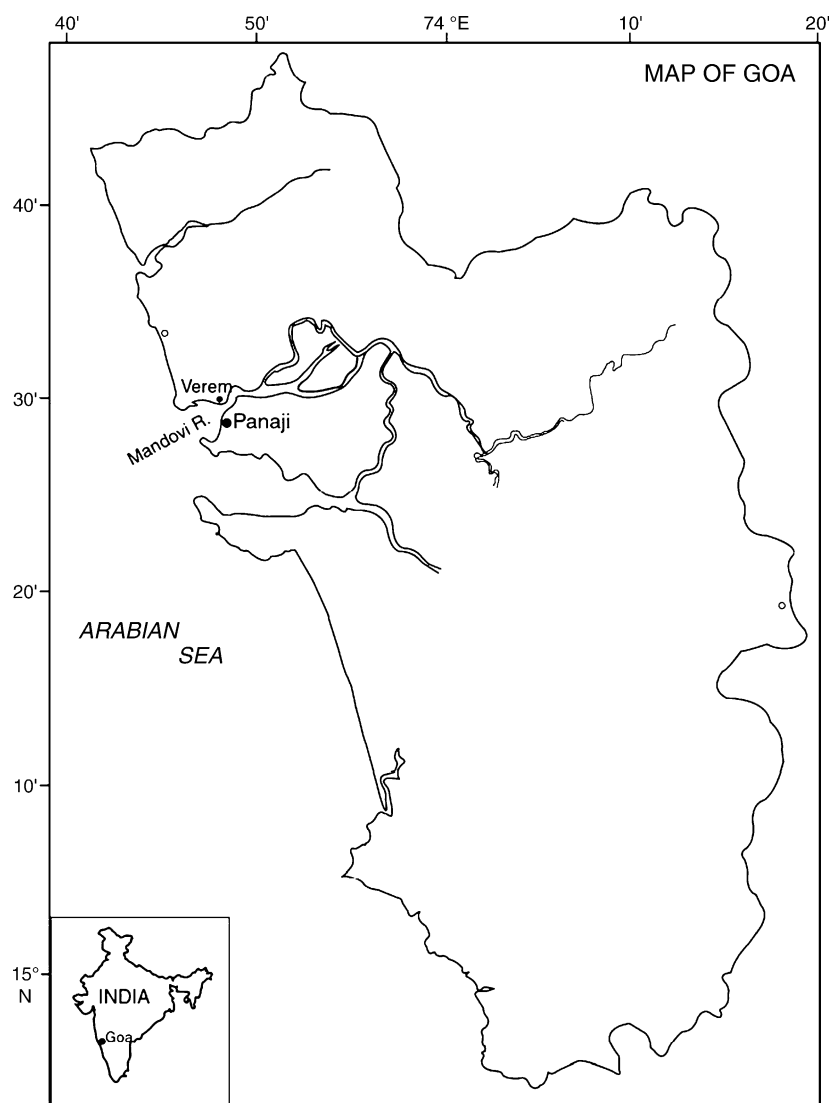 40'
50'
74 °E
10'
20'
MAP OF GOA
40'
30'
Verem
Panaji
Mandovi R.
20'
ARABIAN
SEA
10'
15°
N
INDIA
Goa